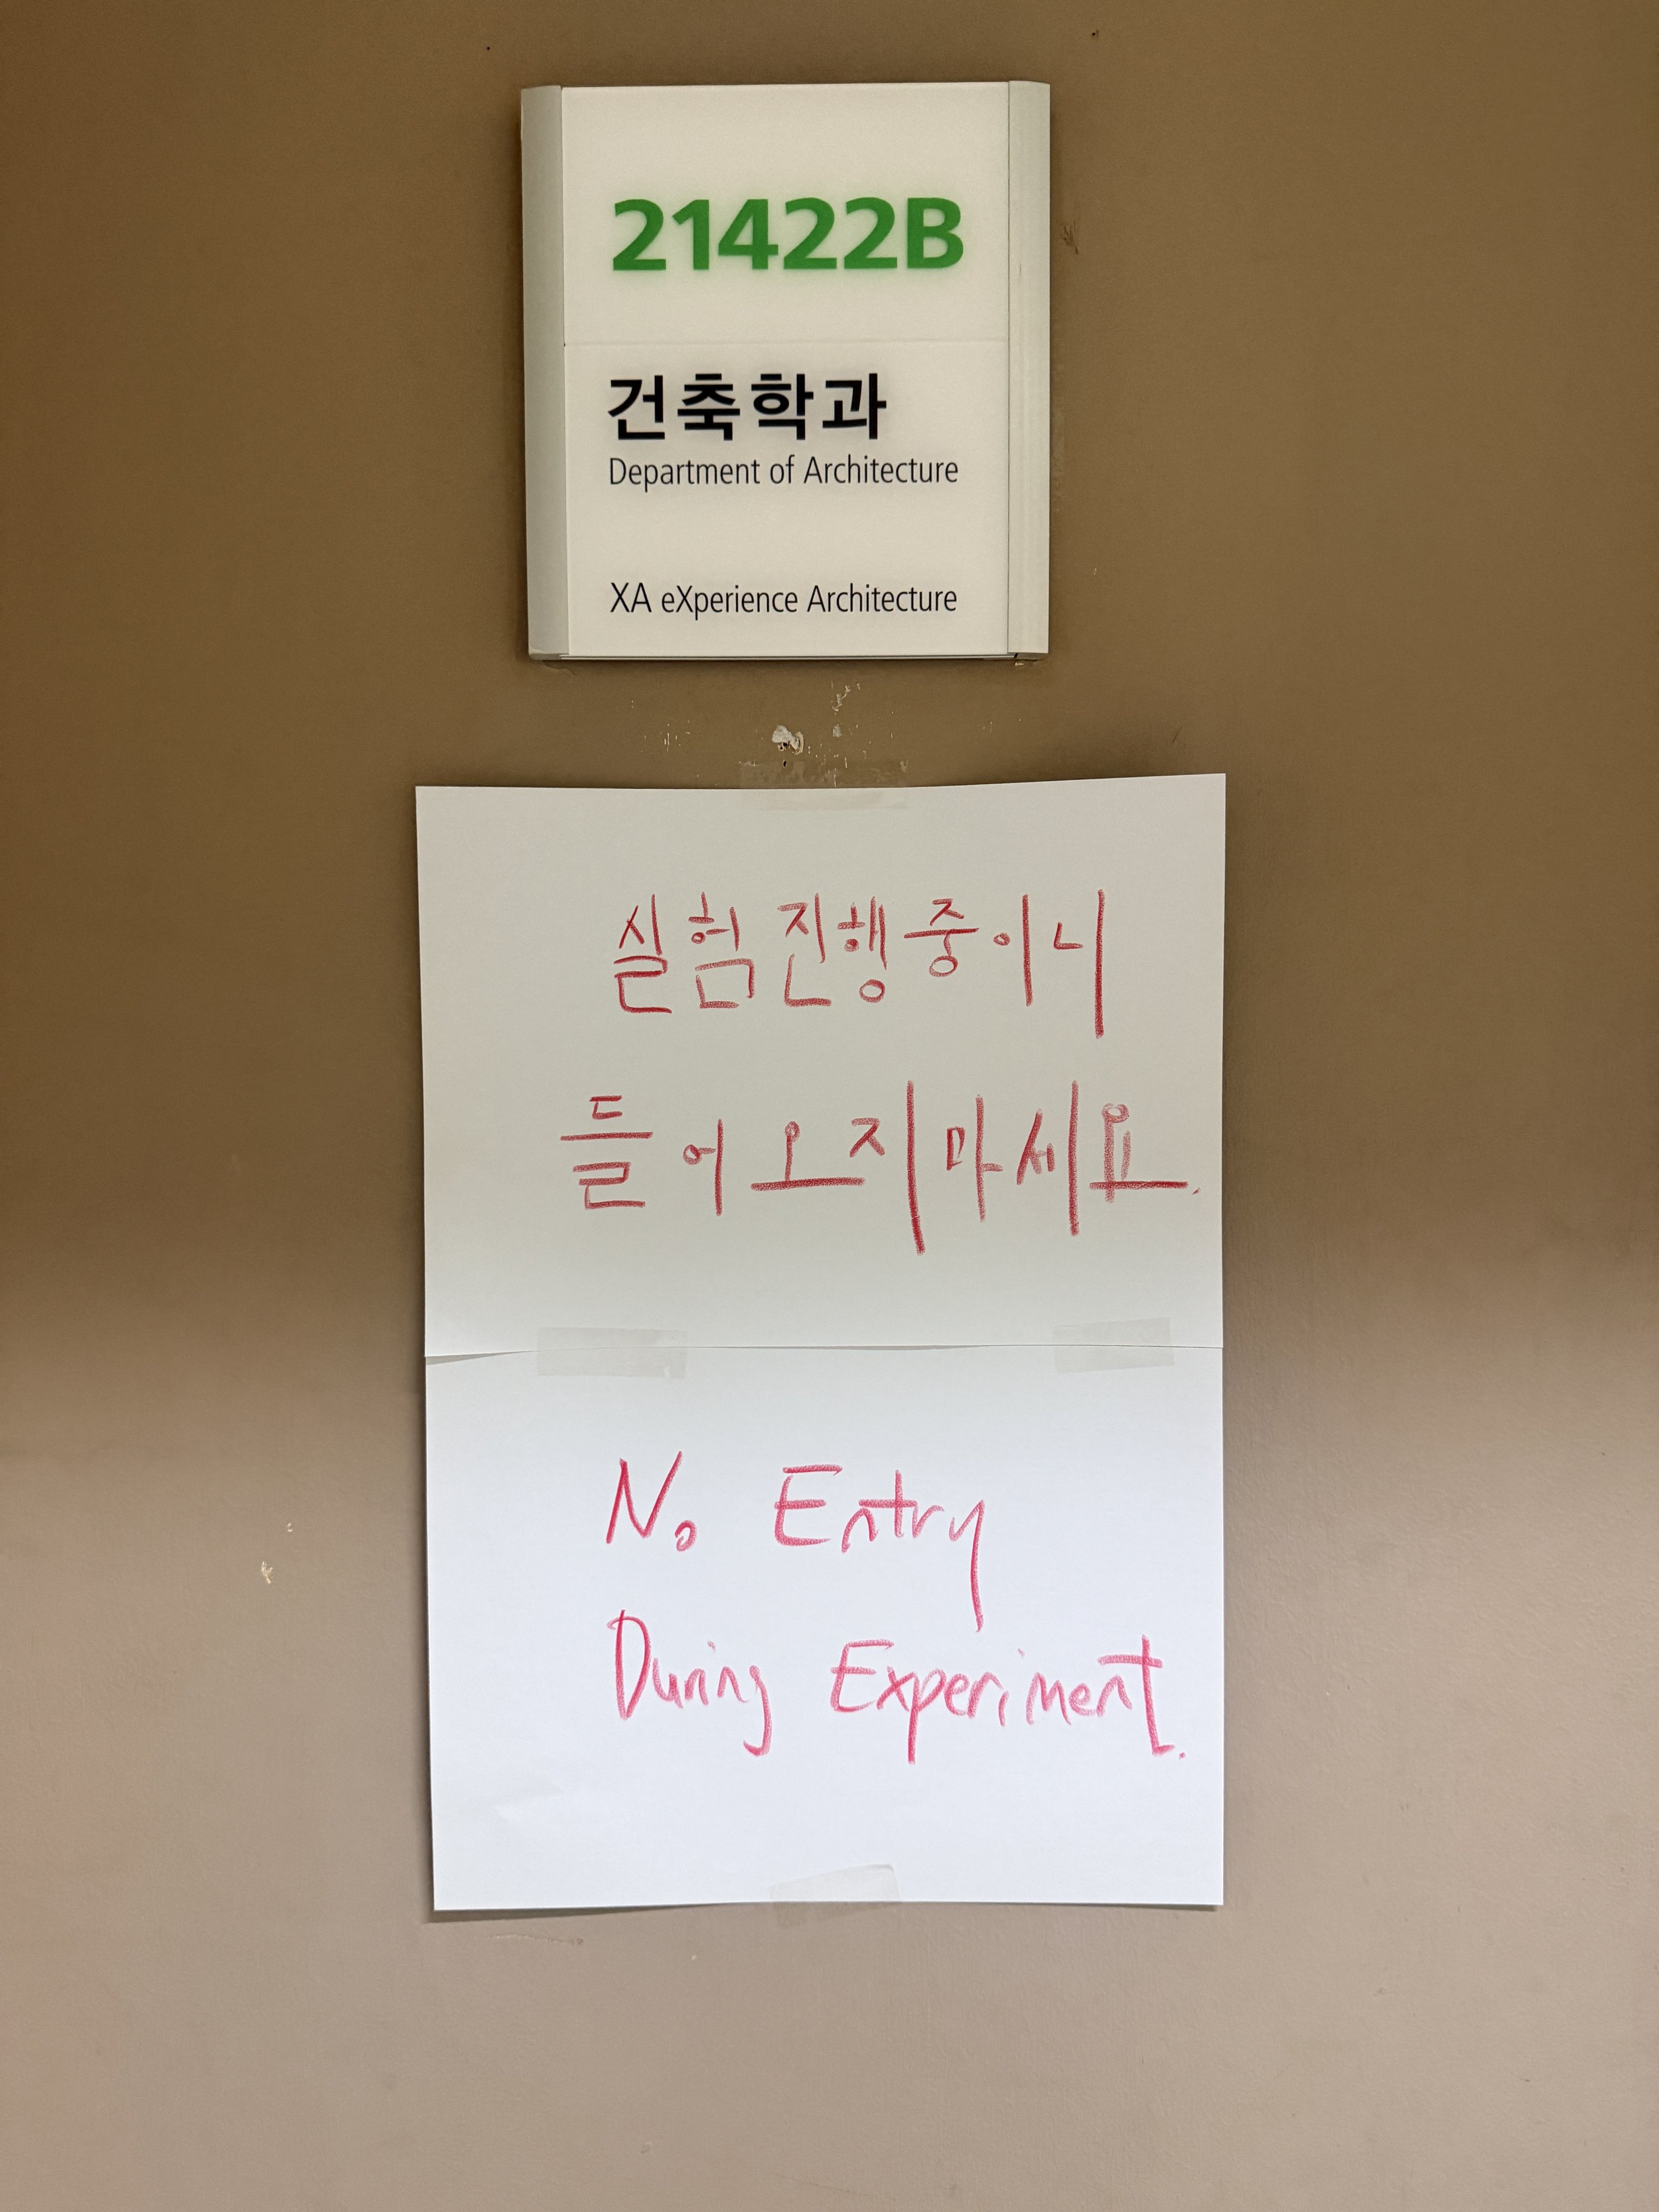 21422B
건축학과
Department of Architecture
XA eXperience Architecture
실험진행중이니
들어오지마세요.
No Entry
During Experiment.